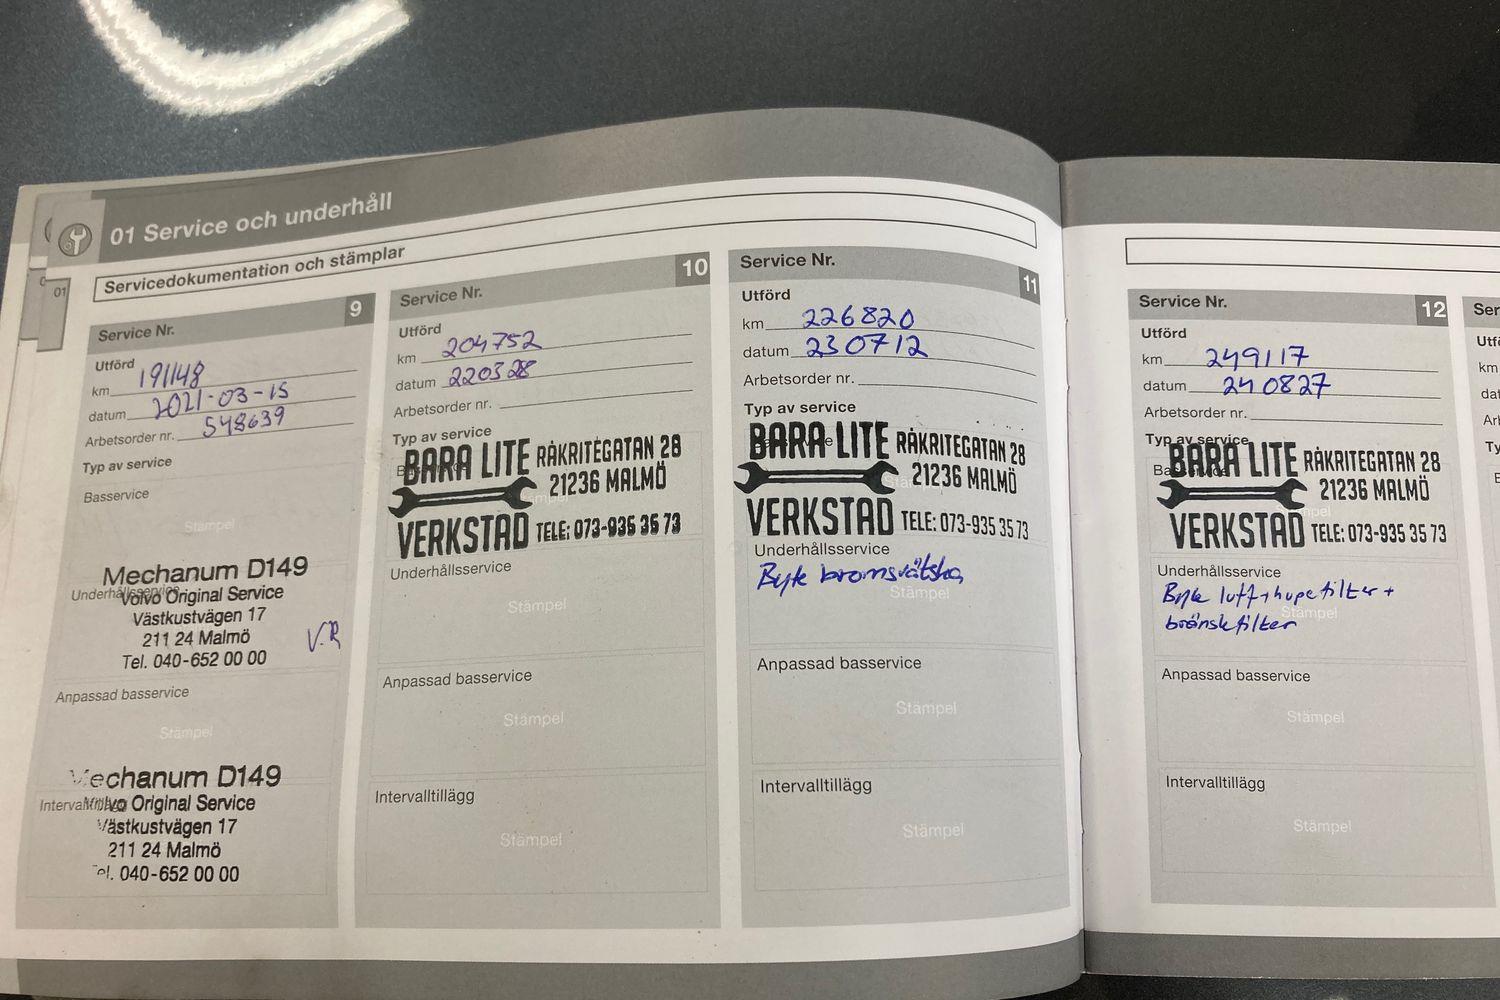 01 Service och underhåll
01
Servicedokumentation och stämplar
Service Nr. 9
Utförd
km 191148
datum 2021-03-15
Arbetsorder nr. 548639
Typ av service
Basservice
Stämpel
Mechanum D149
Underhållsservice
Volvo Original Service
Västkustvägen 17
211 24 Malmö
Tel. 040-652 00 00
V.R
Anpassad basservice
Stämpel
Mechanum D149
Intervalltillägg
Volvo Original Service
Västkustvägen 17
211 24 Malmö
Tel. 040-652 00 00
Service Nr. 10
Utförd
km 204752
datum 220328
Arbetsorder nr.
Typ av service
BARA LITE RÅKRITEGATAN 28
21236 MALMÖ
VERKSTAD TELE: 073-935 35 73
Underhållsservice
Stämpel
Anpassad basservice
Stämpel
Intervalltillägg
Stämpel
Service Nr. 11
Utförd
km 226820
datum 230712
Arbetsorder nr.
Typ av service
BARA LITE RÅKRITEGATAN 28
21236 MALMÖ
VERKSTAD TELE: 073-935 35 73
Underhållsservice
Byte bromsvätska
Stämpel
Anpassad basservice
Stämpel
Intervalltillägg
Stämpel
Service Nr. 12
Utförd
km 249117
datum 240827
Arbetsorder nr.
Typ av service
BARA LITE RÅKRITEGATAN 28
21236 MALMÖ
VERKSTAD TELE: 073-935 35 73
Underhållsservice
Byte luft+kupefilter +
bränslefilter
Stämpel
Anpassad basservice
Stämpel
Intervalltillägg
Stämpel
km